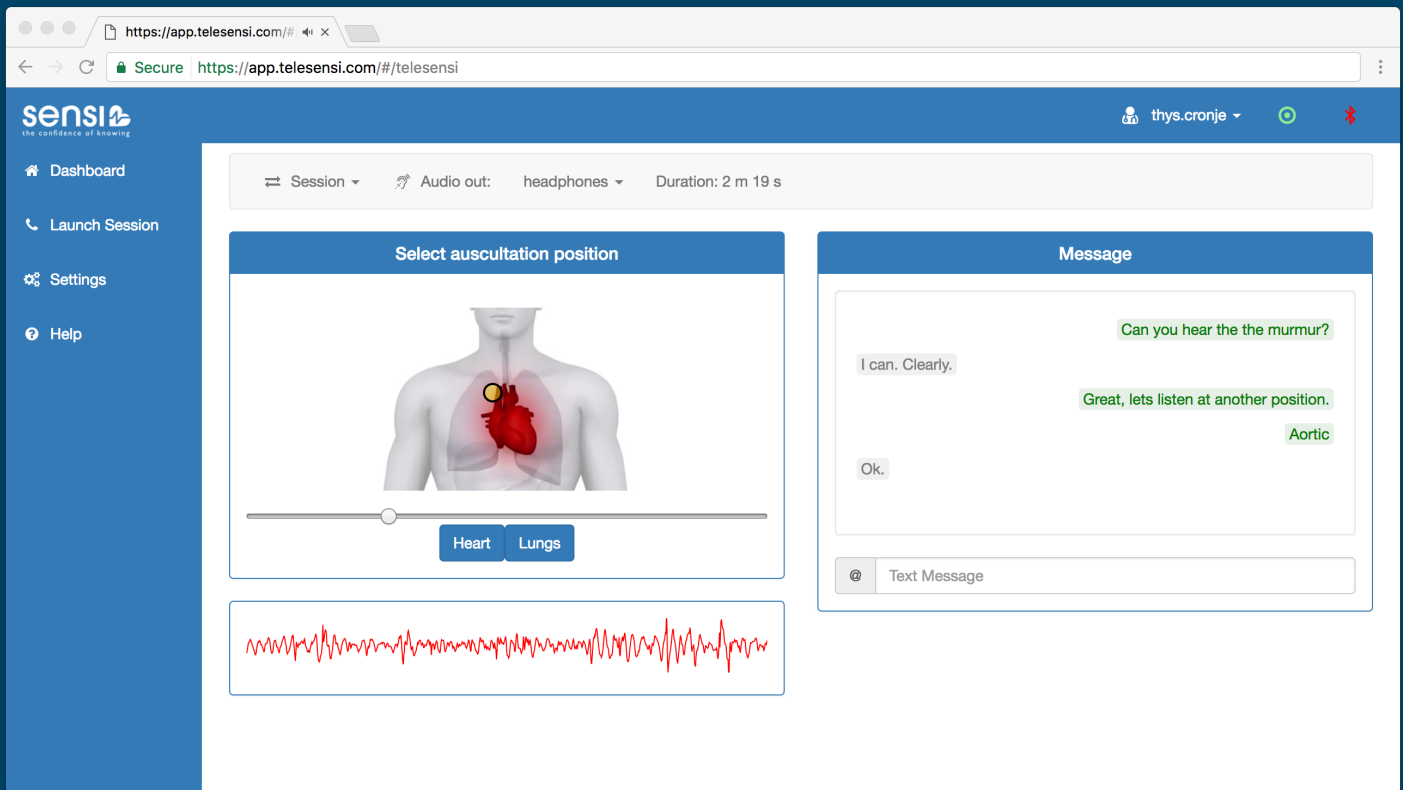 https://app.telesensi.com/#/
Secure https://app.telesensi.com/#/telesensi
sensi
the confidence of knowing
thys.cronje
Dashboard
Launch Session
Settings
Help
Session Audio out: headphones Duration: 2 m 19 s
Select auscultation position
Heart Lungs
Message
Can you hear the the murmur?
I can. Clearly.
Great, lets listen at another position.
Aortic
Ok.
@ Text Message